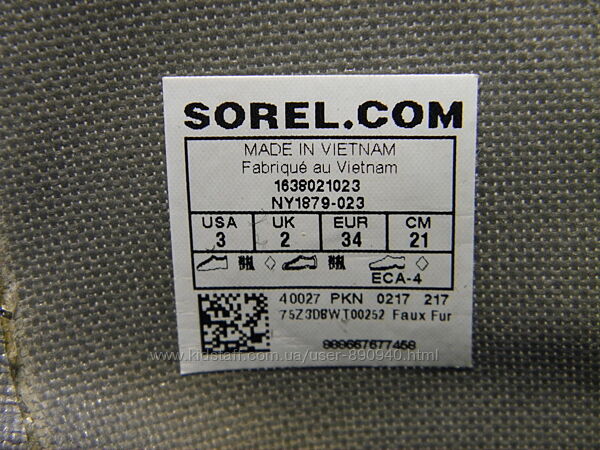 SOREL.COM
MADE IN VIETNAM
Fabriqué au Vietnam
1638021023
NY1879-023
USA UK EUR CM
3 2 34 21
ECA-4
40027 PKN 0217 217
75Z3DBWT00252 Faux Fur
888667677458
www.kidstaff.com.ua/user-890940.html